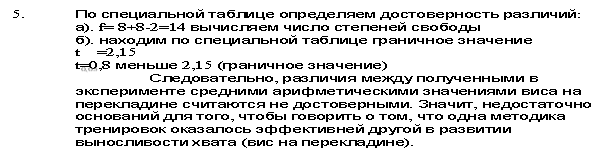 5. По специальной таблице определяем достоверность различий:
а). f= 8+8-2=14 вычисляем число степеней свободы
б). находим по специальной таблице граничное значение
t =2,15
t=0,8 меньше 2,15 (граничное значение)
Следовательно, различия между полученными в
эксперименте средними арифметическими значениями виса на
перекладине считаются не достоверными. Значит, недостаточно
оснований для того, чтобы говорить о том, что одна методика
тренировок оказалось эффективней другой в развитии
выносливости хвата (вис на перекладине).